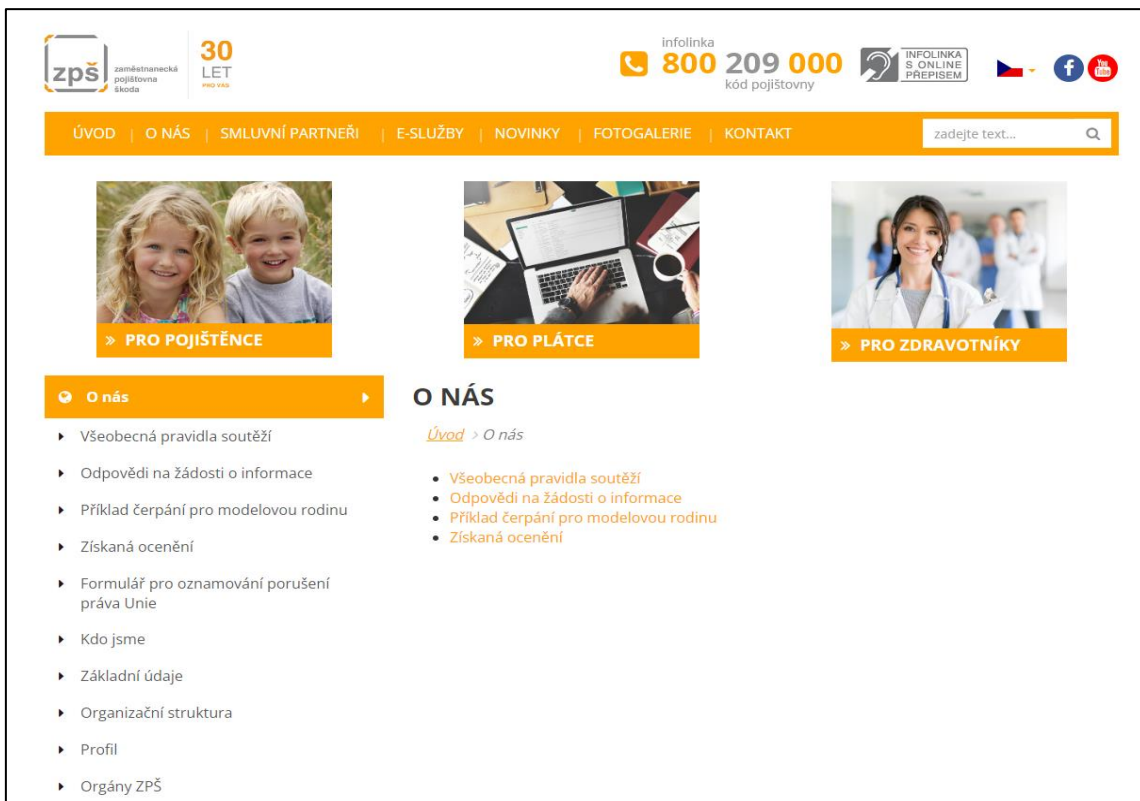 zpš
zaměstnanecká
pojišťovna
škoda
30
LET
PRO VÁS
infolinka
800 209 000
kód pojištovny
INFOLINKA
S ONLINE
PŘEPISEM
f
You
Tube
ÚVOD | O NÁS | SMLUVNÍ PARTNEŘI | E-SLUŽBY | NOVINKY | FOTOGALERIE | KONTAKT
zadejte text...
» PRO POJIŠTĚNCE
» PRO PLÁTCE
» PRO ZDRAVOTNÍKY
O nás
Všeobecná pravidla soutěží
Odpovědi na žádosti o informace
Příklad čerpání pro modelovou rodinu
Získaná ocenění
Formulář pro oznamování porušení
práva Unie
Kdo jsme
Základní údaje
Organizační struktura
Profil
Orgány ZPŠ
O NÁS
Úvod > O nás
• Všeobecná pravidla soutěží
• Odpovědi na žádosti o informace
• Příklad čerpání pro modelovou rodinu
• Získaná ocenění